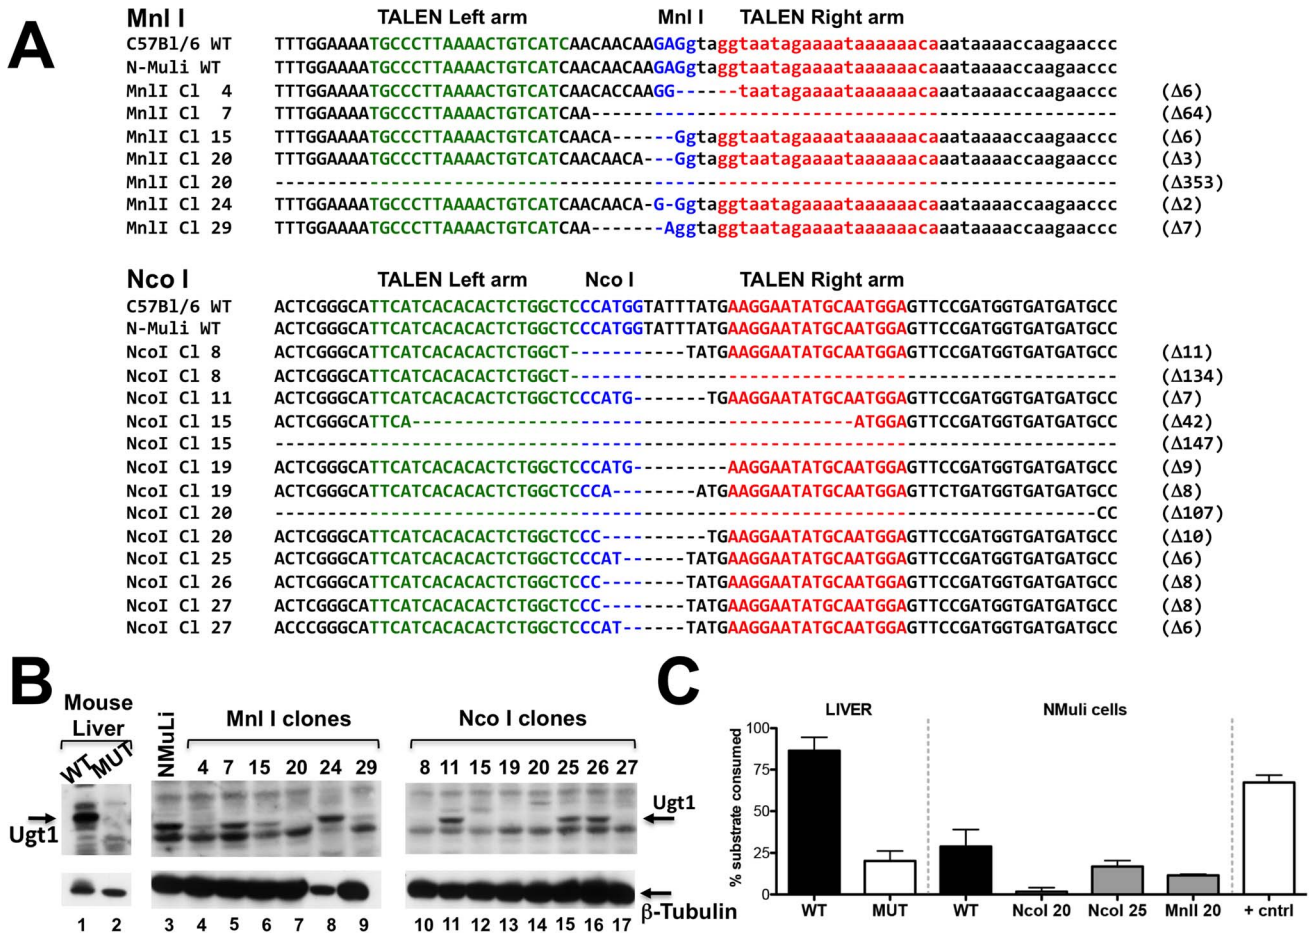 A
Mnl I TALEN Left arm Mnl I TALEN Right arm
C57Bl/6 WT TTTGGAAAATGCCCTTAAAACTGTCATCAACAACAAGAGgtaggtaatagaaaataaaaaacaaataaaaccaagaaccc
N-Muli WT TTTGGAAAATGCCCTTAAAACTGTCATCAACAACAAGAGgtaggtaatagaaaataaaaaacaaataaaaccaagaaccc
MnlI Cl 4 TTTGGAAAATGCCCTTAAAACTGTCATCAACACCAAGG------taatagaaaataaaaaacaaataaaaccaagaaccc (Δ6)
MnlI Cl 7 TTTGGAAAATGCCCTTAAAACTGTCATCAA-------------------------------------------------- (Δ64)
MnlI Cl 15 TTTGGAAAATGCCCTTAAAACTGTCATCAACA------Ggtaggtaatagaaaataaaaaacaaataaaaccaagaaccc (Δ6)
MnlI Cl 20 TTTGGAAAATGCCCTTAAAACTGTCATCAACAACA---Ggtaggtaatagaaaataaaaaacaaataaaaccaagaaccc (Δ3)
MnlI Cl 20 -------------------------------------------------------------------------------- (Δ353)
MnlI Cl 24 TTTGGAAAATGCCCTTAAAACTGTCATCAACAACA-G-Ggtaggtaatagaaaataaaaaacaaataaaaccaagaaccc (Δ2)
MnlI Cl 29 TTTGGAAAATGCCCTTAAAACTGTCATCAA-------Aggtaggtaatagaaaataaaaaacaaataaaaccaagaaccc (Δ7)
Nco I TALEN Left arm Nco I TALEN Right arm
C57Bl/6 WT ACTCGGGCATTCATCACACACTCTGGCTCCCATGGTATTTATGAAGGAATATGCAATGGAGTTCCGATGGTGATGATGCC
N-Muli WT ACTCGGGCATTCATCACACACTCTGGCTCCCATGGTATTTATGAAGGAATATGCAATGGAGTTCCGATGGTGATGATGCC
NcoI Cl 8 ACTCGGGCATTCATCACACACTCTGGCT-----------TATGAAGGAATATGCAATGGAGTTCCGATGGTGATGATGCC (Δ11)
NcoI Cl 8 ACTCGGGCATTCATCACACACTCTGGCT---------------------------------------------------- (Δ134)
NcoI Cl 11 ACTCGGGCATTCATCACACACTCTGGCTCCCATG-------TGAAGGAATATGCAATGGAGTTCCGATGGTGATGATGCC (Δ7)
NcoI Cl 15 ACTCGGGCATTCA------------------------------------------ATGGAGTTCCGATGGTGATGATGCC (Δ42)
NcoI Cl 15 -------------------------------------------------------------------------------- (Δ147)
NcoI Cl 19 ACTCGGGCATTCATCACACACTCTGGCTCCCATG---------AAGGAATATGCAATGGAGTTCCGATGGTGATGATGCC (Δ9)
NcoI Cl 19 ACTCGGGCATTCATCACACACTCTGGCTCCCA--------ATGAAGGAATATGCAATGGAGTTCTGATGGTGATGATGCC (Δ8)
NcoI Cl 20 ------------------------------------------------------------------------------CC (Δ107)
NcoI Cl 20 ACTCGGGCATTCATCACACACTCTGGCTCCC----------TGAAGGAATATGCAATGGAGTTCCGATGGTGATGATGCC (Δ10)
NcoI Cl 25 ACTCGGGCATTCATCACACACTCTGGCTCCCAT------TATGAAGGAATATGCAATGGAGTTCCGATGGTGATGATGCC (Δ6)
NcoI Cl 26 ACTCGGGCATTCATCACACACTCTGGCTCCC--------TATGAAGGAATATGCAATGGAGTTCCGATGGTGATGATGCC (Δ8)
NcoI Cl 27 ACTCGGGCATTCATCACACACTCTGGCTCCC--------TATGAAGGAATATGCAATGGAGTTCCGATGGTGATGATGCC (Δ8)
NcoI Cl 27 ACCCGGGCATTCATCACACACTCTGGCTCCCAT------TATGAAGGAATATGCAATGGAGTTCCGATGGTGATGATGCC (Δ6)
B
Mouse
Liver
WT MUT
NMuLi
Mnl I clones
4 7 15 20 24 29
Nco I clones
8 11 15 19 20 25 26 27
Ugt1
Ugt1
β-Tubulin
1 2 3 4 5 6 7 8 9 10 11 12 13 14 15 16 17
C
LIVER NMuli cells
% substrate consumed
100
75
50
25
0
WT MUT WT NcoI 20 NcoI 25 MnlI 20 + cntrl